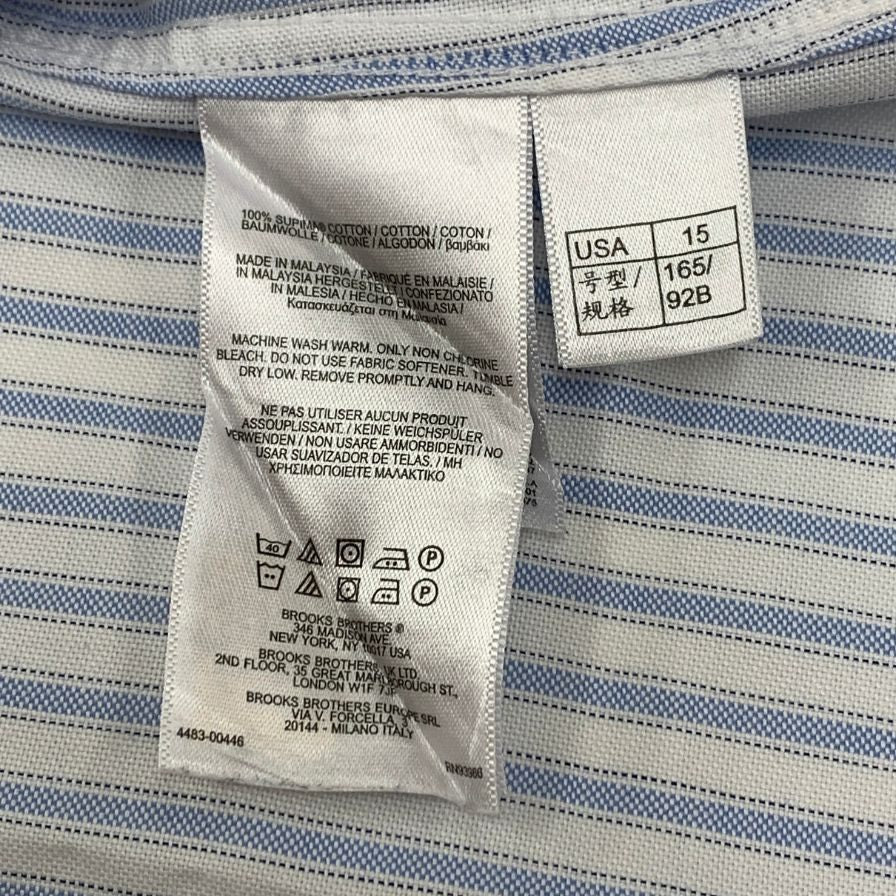 100% SUPIMA® COTTON / COTTON / COTON /
BAUMWOLLE / COTONE / ALGODON / βαμβάκι
MADE IN MALAYSIA / FABRIQUÉ EN MALAISIE /
IN MALAYSIA HERGESTELLT / CONFEZIONATO
IN MALESIA / HECHO EN MALASIA /
Κατασκευάζεται στη Μαλαισία
MACHINE WASH WARM. ONLY NON CHLORINE
BLEACH. DO NOT USE FABRIC SOFTENER. TUMBLE
DRY LOW. REMOVE PROMPTLY AND HANG.
NE PAS UTILISER AUCUN PRODUIT
ASSOUPLISSANT. / KEINE WEICHSPÜLER
VERWENDEN / NON USARE AMMORBIDENTI / NO
USAR SUAVIZADOR DE TELAS. / ΜΗ
ΧΡΗΣΙΜΟΠΟΙΕΙΤΕ ΜΑΛΑΚΤΙΚΟ
40 P
P
BROOKS BROTHERS ®
346 MADISON AVE.
NEW YORK, NY 10017 USA
BROOKS BROTHERS UK LTD.
2ND FLOOR, 35 GREAT MARLBOROUGH ST.,
LONDON W1F 7JF
BROOKS BROTHERS EUROPE SRL
VIA V. FORCELLA, 3
20144 - MILANO ITALY
4483-00446
USA 15
号型/ 165/
规格 92B